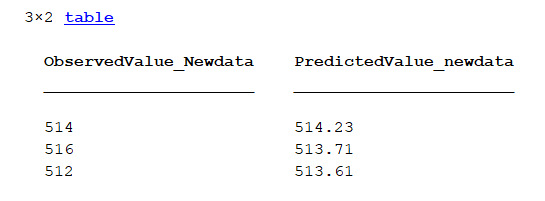 3×2 table
ObservedValue_Newdata PredictedValue_newdata
514 514.23
516 513.71
512 513.61